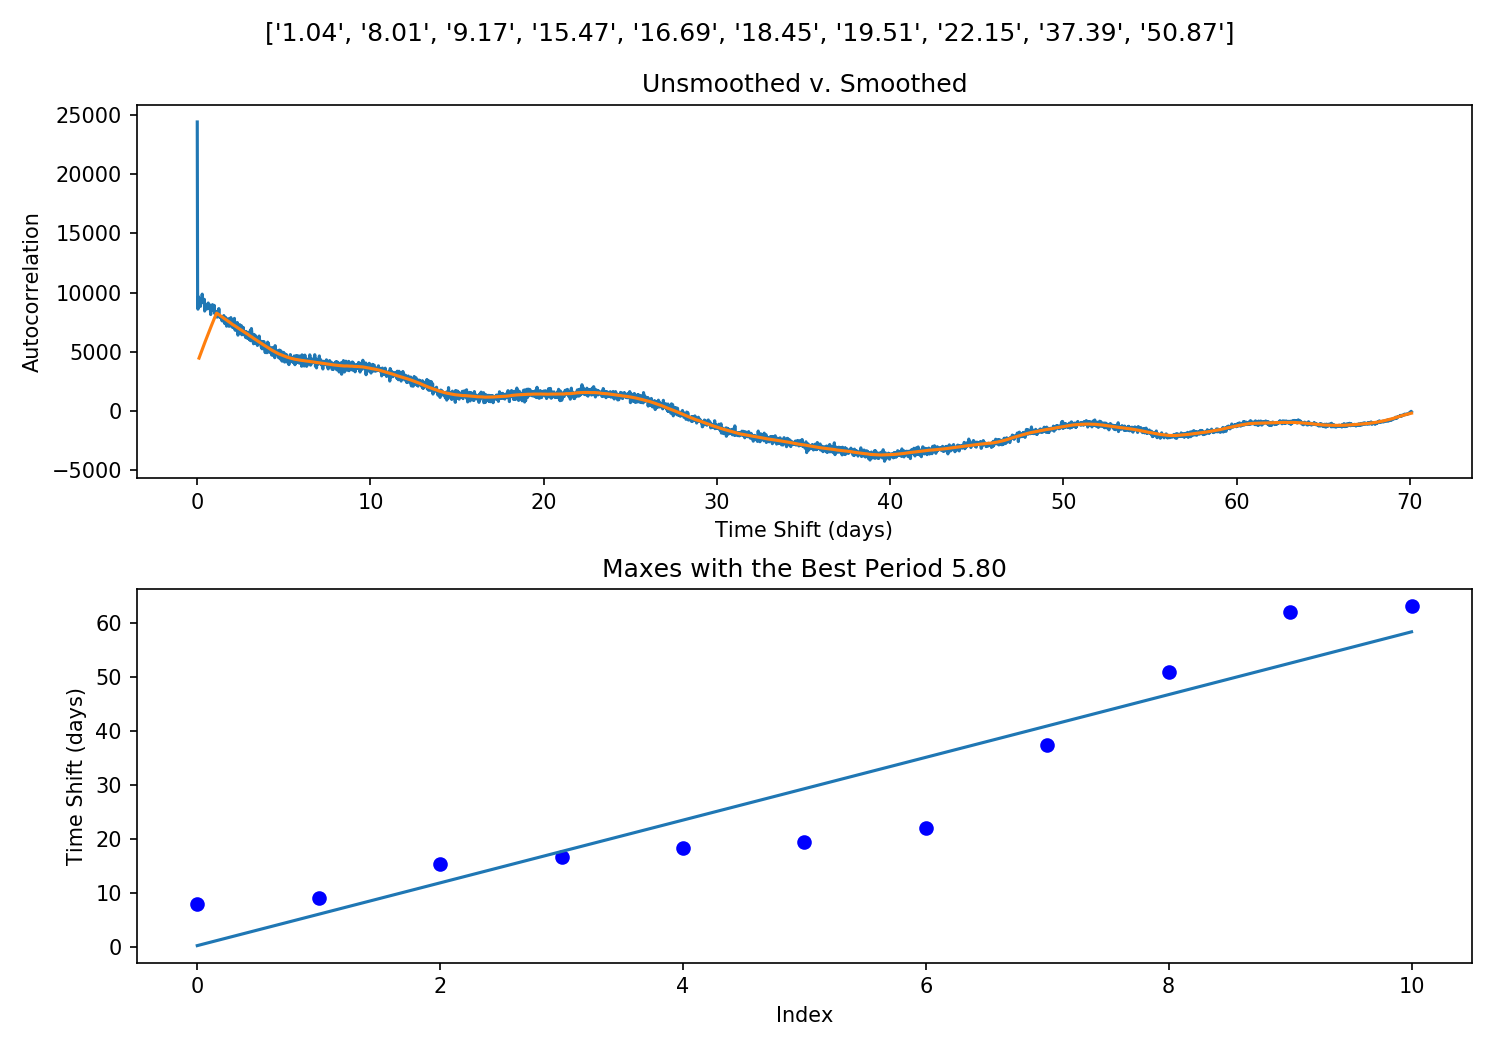 ['1.04', '8.01', '9.17', '15.47', '16.69', '18.45', '19.51', '22.15', '37.39', '50.87']
Unsmoothed v. Smoothed
25000
20000
15000
10000
5000
0
−5000
Autocorrelation
0 10 20 30 40 50 60 70
Time Shift (days)
Maxes with the Best Period 5.80
60
50
40
30
20
10
0
Time Shift (days)
0 2 4 6 8 10
Index